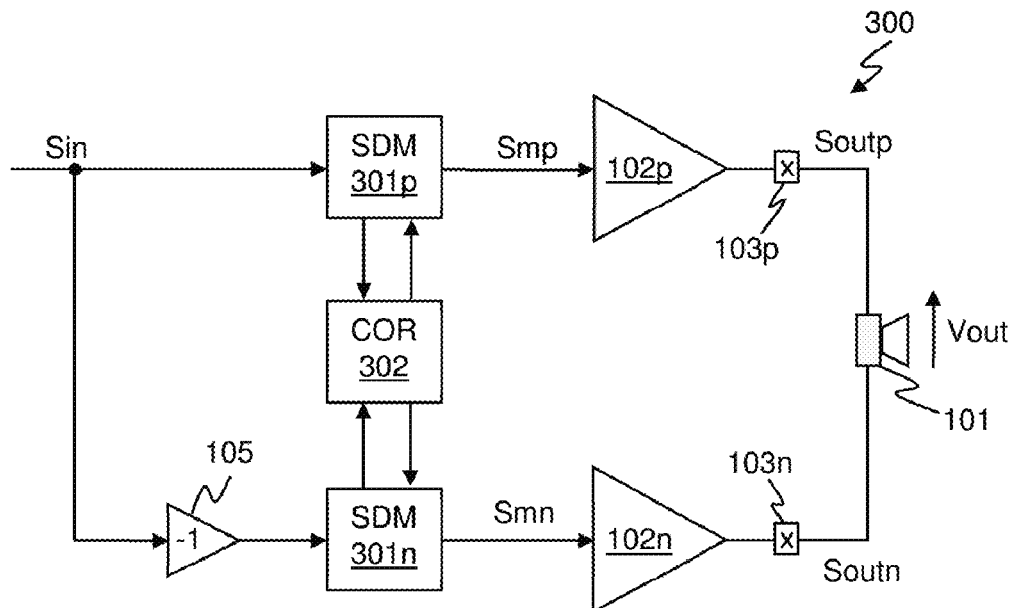 300
Sin
SDM
301p
Smp
102p
Soutp
x
103p
COR
302
Vout
101
105
-1
SDM
301n
Smn
102n
103n
x
Soutn